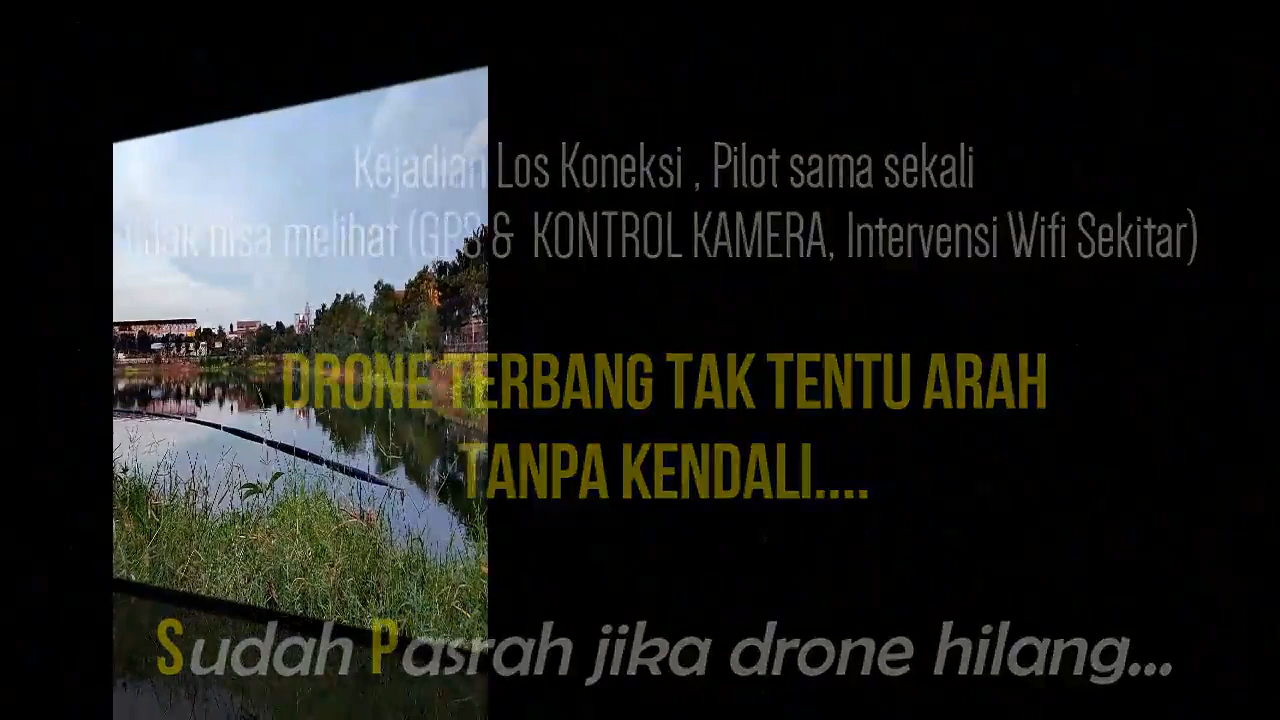 Kejadian Los Koneksi , Pilot sama sekali
nisa melihat (GPS & KONTROL KAMERA, Intervensi Wifi Sekitar)
DRONE TERBANG TAK TENTU ARAH
TANPA KENDALI....
Sudah Pasrah jika drone hilang...